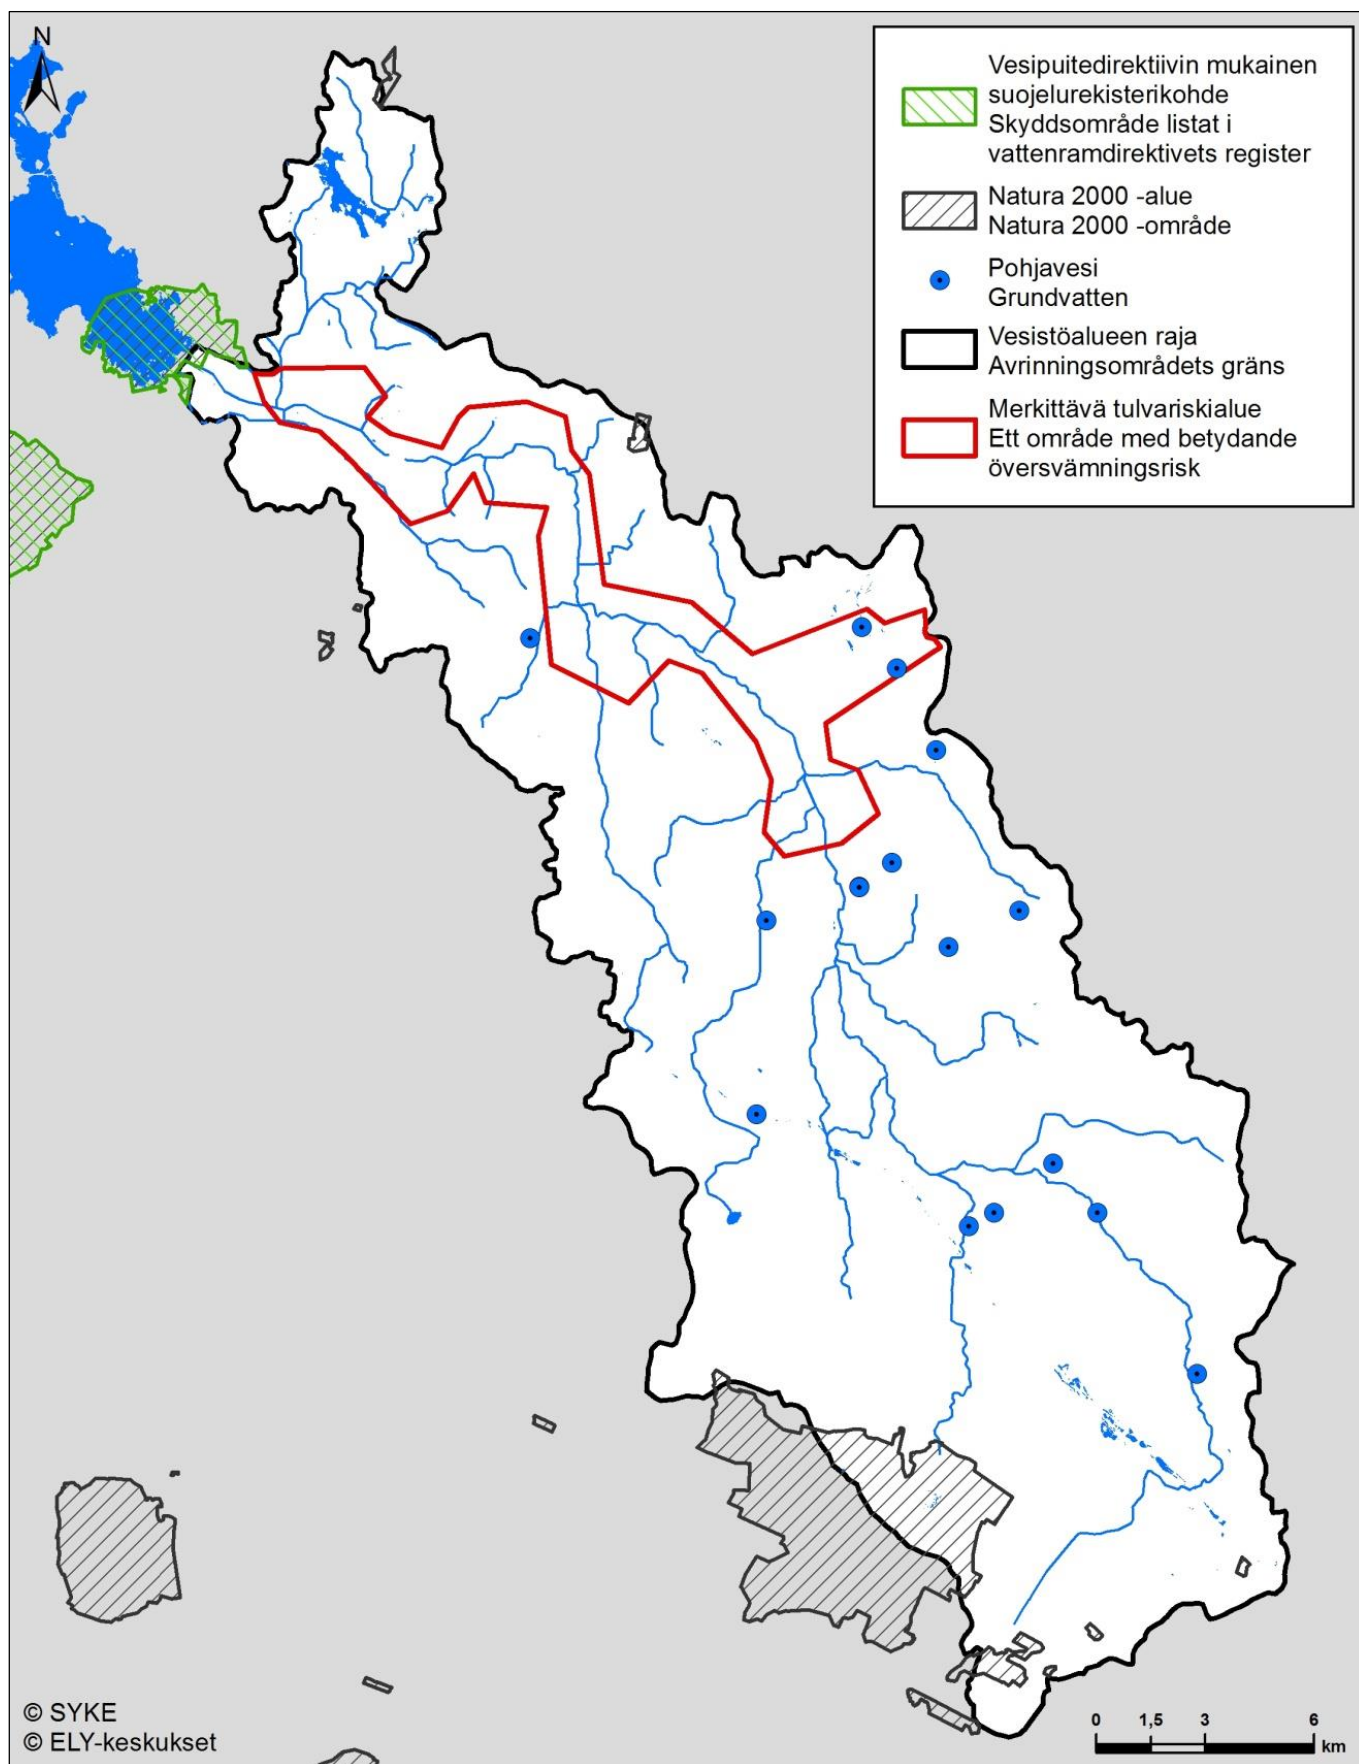 N
Vesipuitedirektiivin mukainen
suojelurekisterikohde
Skyddsområde listat i
vattenramdirektivets register
Natura 2000 -alue
Natura 2000 -område
Pohjavesi
Grundvatten
Vesistöalueen raja
Avrinningsområdets gräns
Merkittävä tulvariskialue
Ett område med betydande
översvämningsrisk
© SYKE
© ELY-keskukset
0 1,5 3 6
km